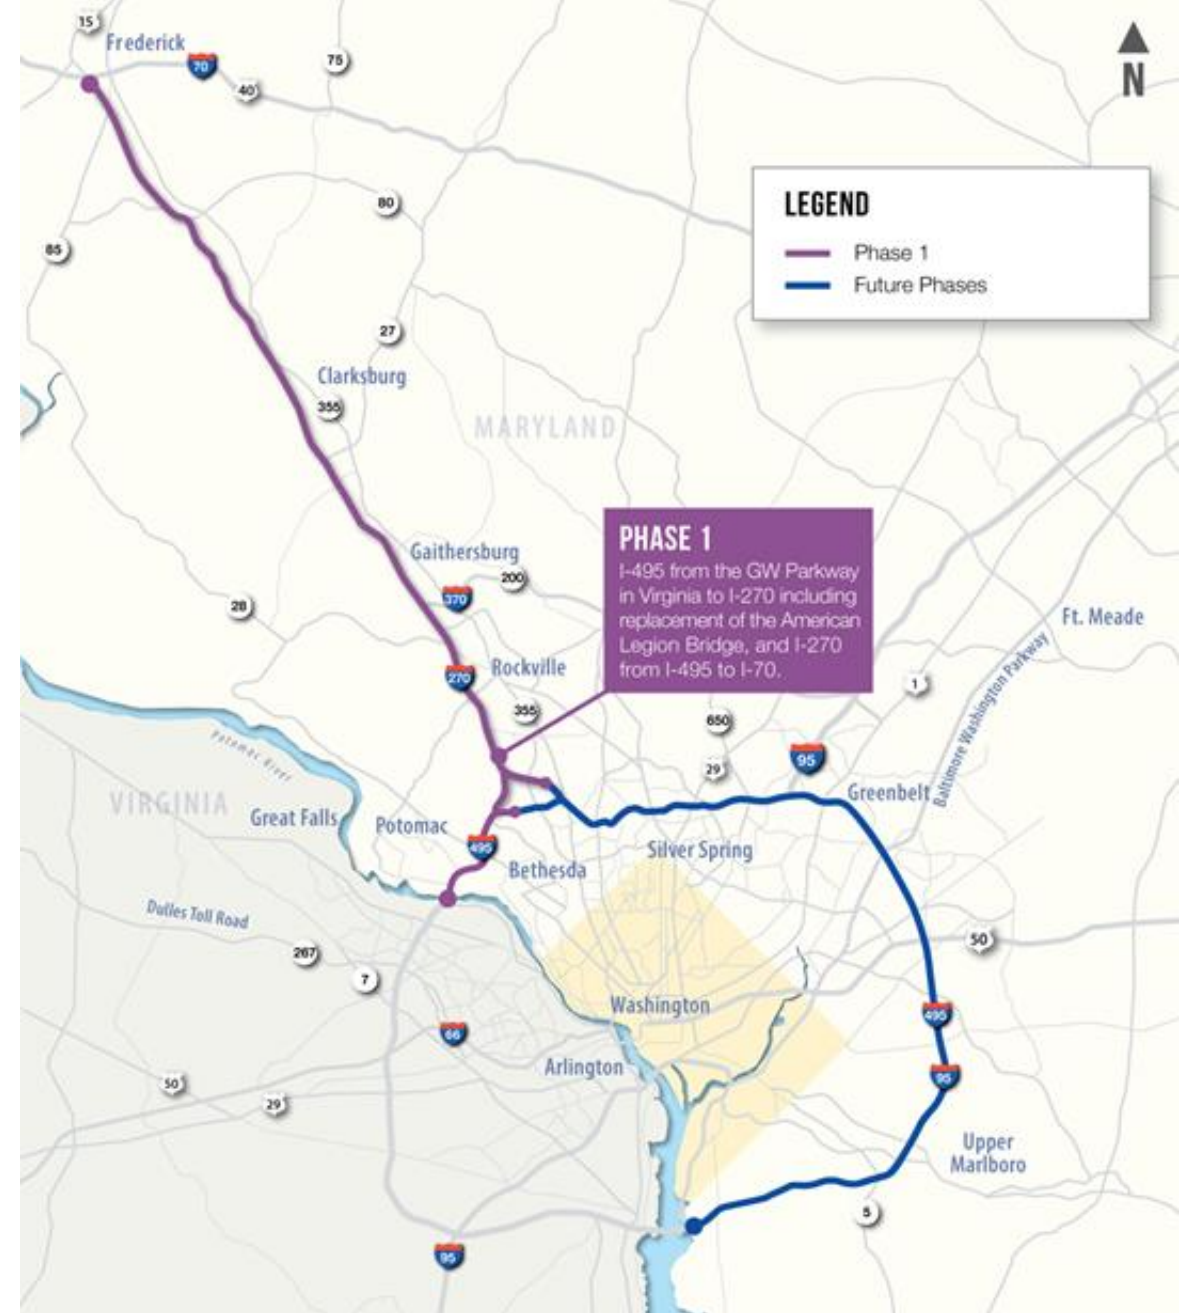 15
Frederick
70
75
40
N
80
LEGEND
85
Phase 1
Future Phases
27
Clarksburg
355
MARYLAND
PHASE 1
I-495 from the GW Parkway
in Virginia to I-270 including
replacement of the American
Legion Bridge, and I-270
from I-495 to I-70.
Gaithersburg
200
370
28
Ft. Meade
Rockville
270
1
355
650
Baltimore Washington Parkway
Potomac River
29
95
VIRGINIA
Great Falls
Potomac
Greenbelt
495
Silver Spring
Bethesda
Dulles Toll Road
50
267
7
Washington
495
66
Arlington
95
50
29
Upper
Marlboro
5
95